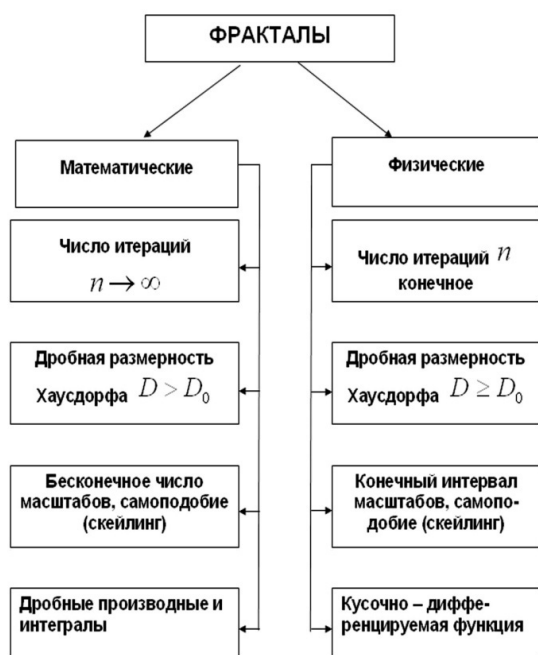 ФРАКТАЛЫ
Математические
Число итераций
n → ∞
Дробная размерность
Хаусдорфа D > D₀
Бесконечное число
масштабов, самоподобие
(скейлинг)
Дробные производные и
интегралы
Физические
Число итераций n
конечное
Дробная размерность
Хаусдорфа D ≥ D₀
Конечный интервал
масштабов, самопо-
добие (скейлинг)
Кусочно – диффе-
ренцируемая функция